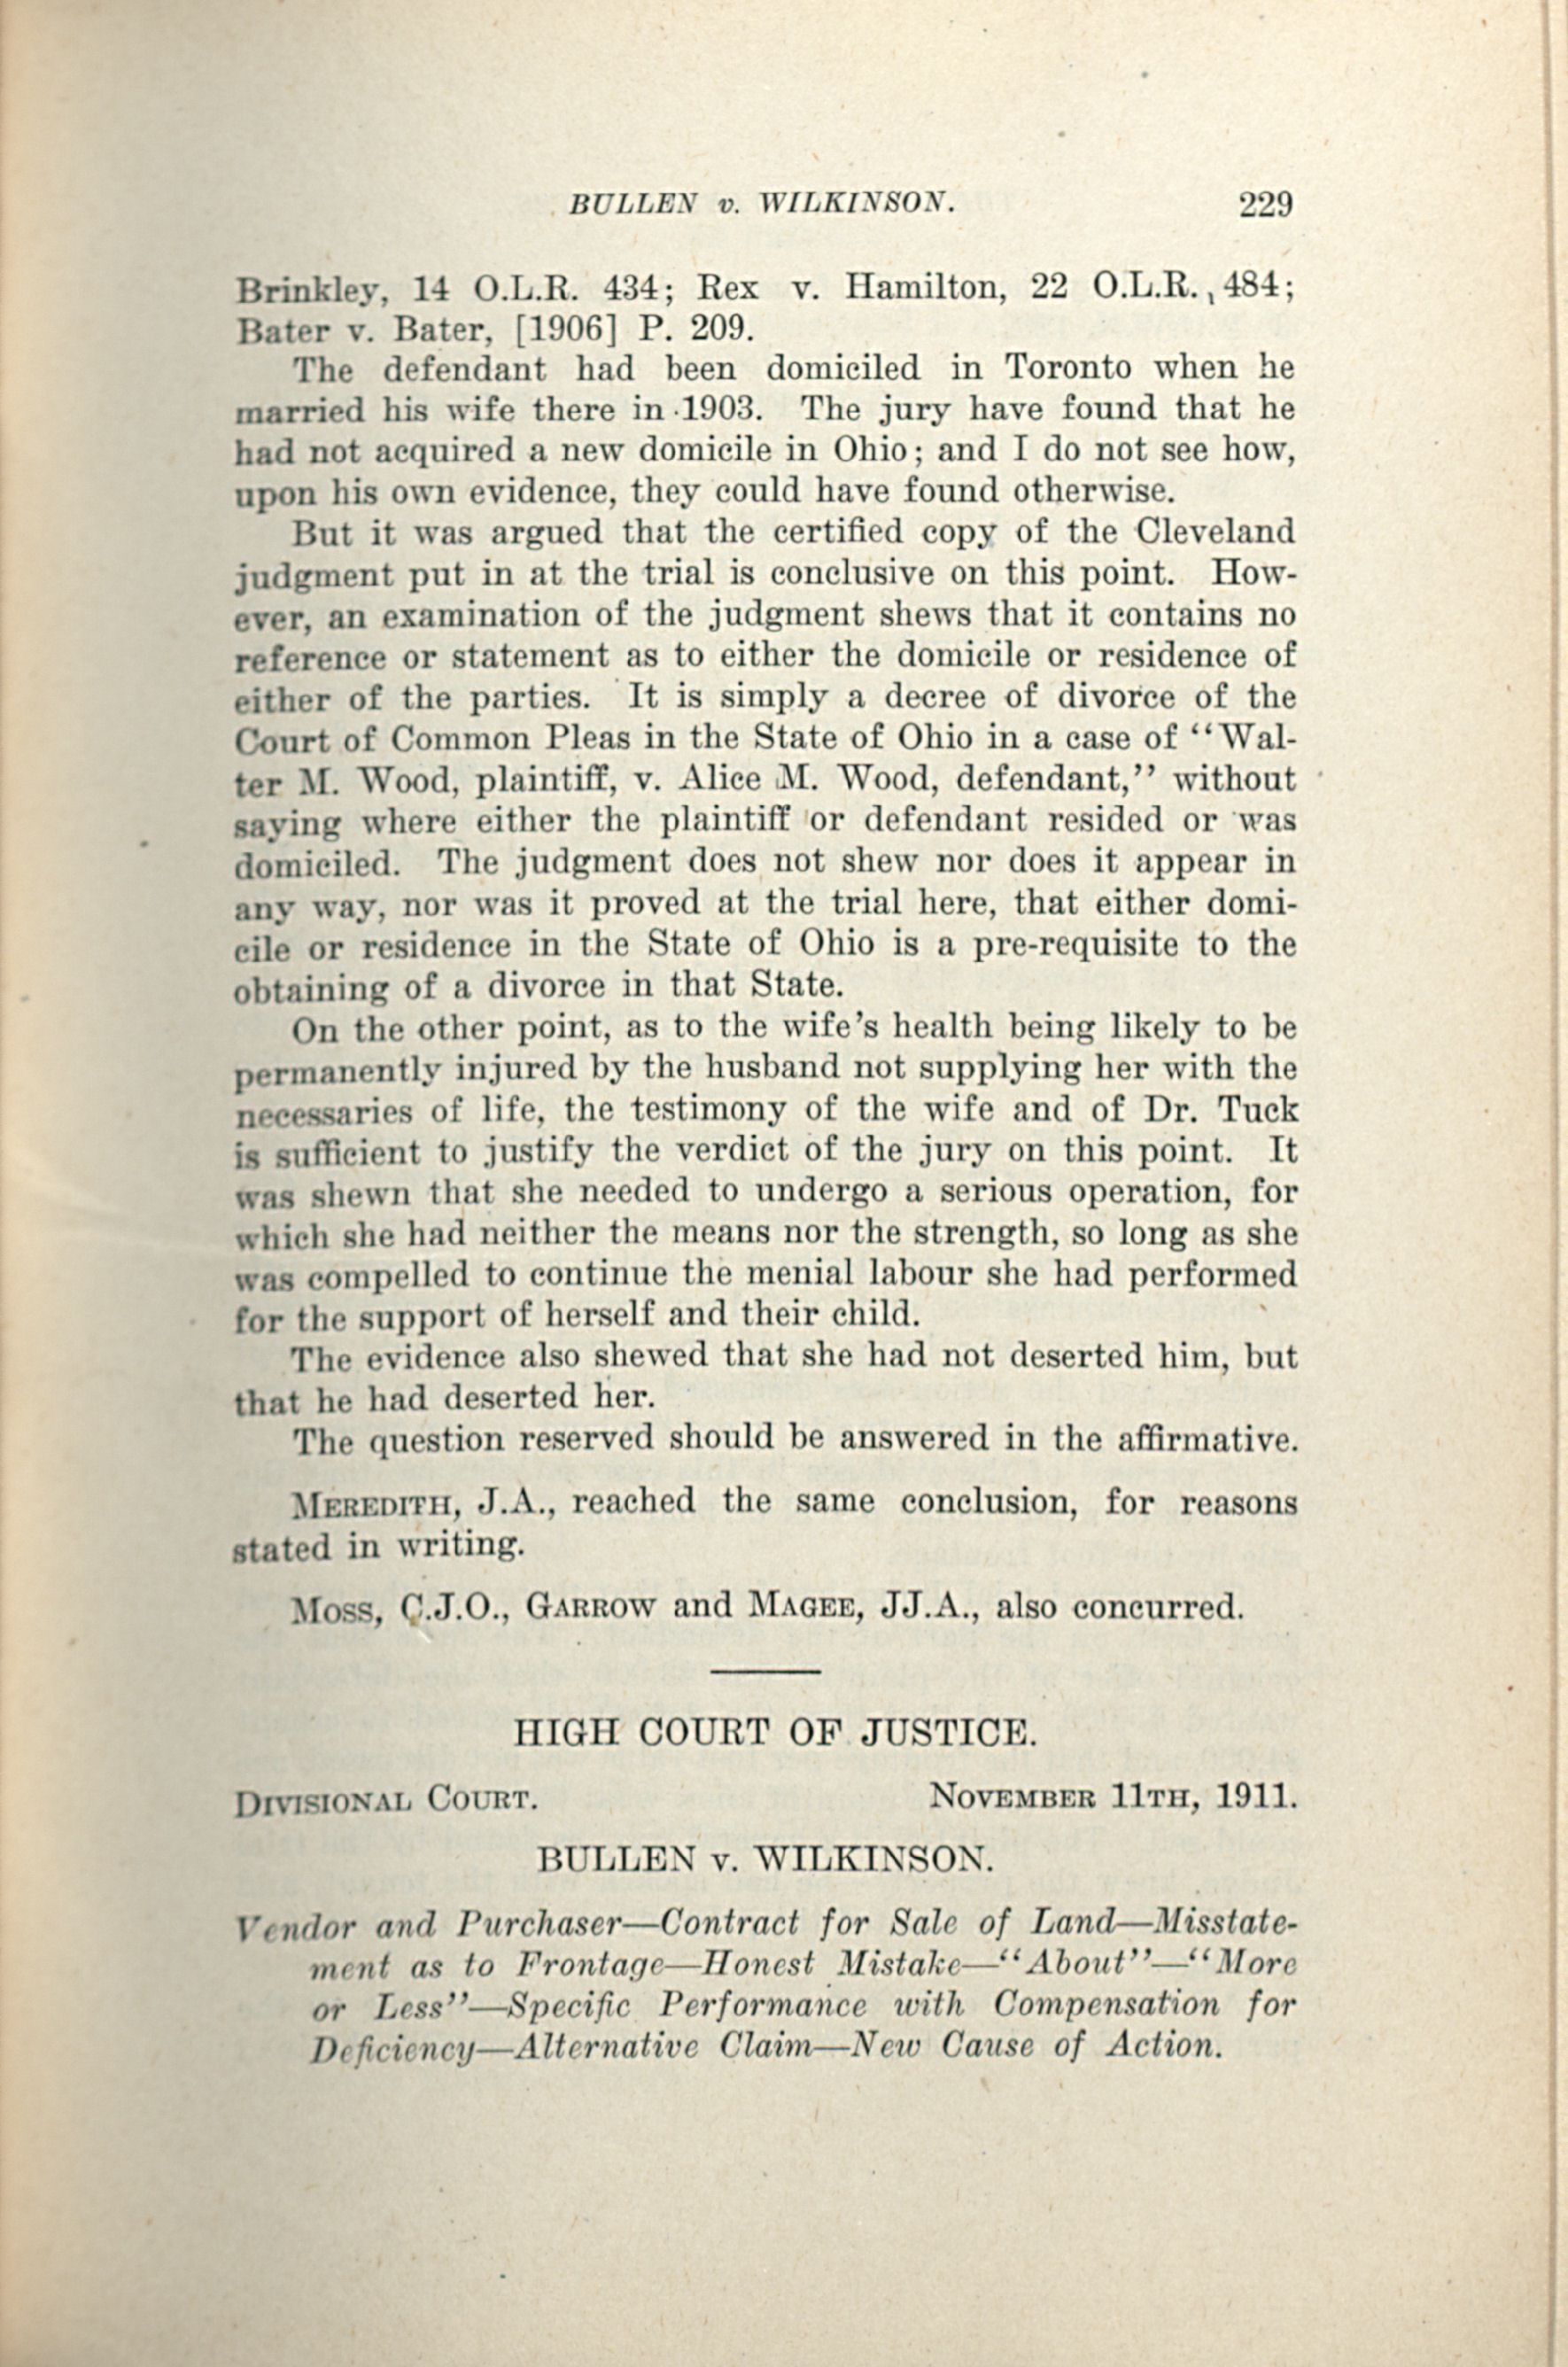 BULLEN v. WILKINSON. 229
Brinkley, 14 O.L.R. 434; Rex v. Hamilton, 22 O.L.R., 484;
Bater v. Bater, [1906] P. 209.
The defendant had been domiciled in Toronto when he
married his wife there in 1903. The jury have found that he
had not acquired a new domicile in Ohio; and I do not see how,
upon his own evidence, they could have found otherwise.
But it was argued that the certified copy of the Cleveland
judgment put in at the trial is conclusive on this point. How-
ever, an examination of the judgment shews that it contains no
reference or statement as to either the domicile or residence of
either of the parties. It is simply a decree of divorce of the
Court of Common Pleas in the State of Ohio in a case of "Wal-
ter M. Wood, plaintiff, v. Alice M. Wood, defendant," without
saying where either the plaintiff or defendant resided or was
domiciled. The judgment does not shew nor does it appear in
any way, nor was it proved at the trial here, that either domi-
cile or residence in the State of Ohio is a pre-requisite to the
obtaining of a divorce in that State.
On the other point, as to the wife's health being likely to be
permanently injured by the husband not supplying her with the
necessaries of life, the testimony of the wife and of Dr. Tuck
is sufficient to justify the verdict of the jury on this point. It
was shewn that she needed to undergo a serious operation, for
which she had neither the means nor the strength, so long as she
was compelled to continue the menial labour she had performed
for the support of herself and their child.
The evidence also shewed that she had not deserted him, but
that he had deserted her.
The question reserved should be answered in the affirmative.
MEREDITH, J.A., reached the same conclusion, for reasons
stated in writing.
MOSS, C.J.O., GARROW and MAGEE, JJ.A., also concurred.
HIGH COURT OF JUSTICE.
DIVISIONAL COURT. NOVEMBER 11TH, 1911.
BULLEN v. WILKINSON.
Vendor and Purchaser—Contract for Sale of Land—Misstate-
ment as to Frontage—Honest Mistake—"About"—"More
or Less"—Specific Performance with Compensation for
Deficiency—Alternative Claim—New Cause of Action.